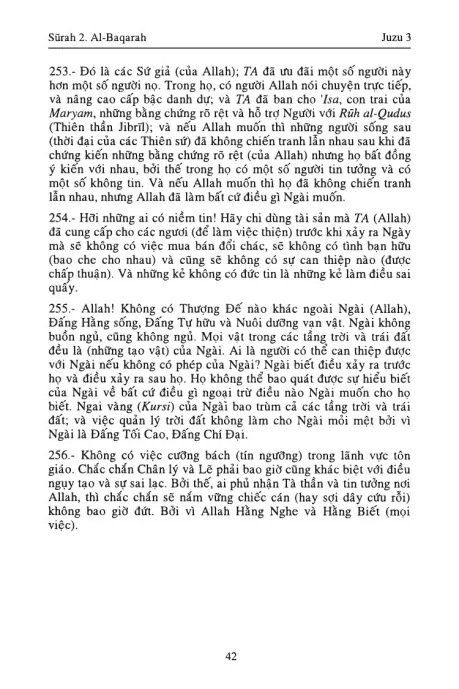 Sūrah 2. Al-Baqarah Juzu 3
253.- Đó là các Sứ giả (của Allah); TA đã ưu đãi một số người này
hơn một số người nọ. Trong họ, có người Allah nói chuyện trực tiếp,
và nâng cao cấp bậc danh dự; và TA đã ban cho 'Isa, con trai của
Maryam, những bằng chứng rõ rệt và hỗ trợ Người với Rūh al-Qudus
(Thiên thần Jibrīl); và nếu Allah muốn thì những người sống sau
(thời đại của các Thiên sứ) đã không chiến tranh lẫn nhau sau khi đã
chứng kiến những bằng chứng rõ rệt (của Allah) nhưng họ bất đồng
ý kiến với nhau, bởi thế trong họ có một số người tin tưởng và có
một số không tin. Và nếu Allah muốn thì họ đã không chiến tranh
lẫn nhau, nhưng Allah đã làm bất cứ điều gì Ngài muốn.
254.- Hỡi những ai có niềm tin! Hãy chi dùng tài sản mà TA (Allah)
đã cung cấp cho các ngươi (để làm việc thiện) trước khi xảy ra Ngày
mà sẽ không có việc mua bán đổi chác, sẽ không có tình bạn hữu
(bao che cho nhau) và cũng sẽ không có sự can thiệp nào (được
chấp thuận). Và những kẻ không có đức tin là những kẻ làm điều sai
quấy.
255.- Allah! Không có Thượng Đế nào khác ngoài Ngài (Allah),
Đấng Hằng sống, Đấng Tự hữu và Nuôi dưỡng vạn vật. Ngài không
buồn ngủ, cũng không ngủ. Mọi vật trong các tầng trời và trái đất
đều là (những tạo vật) của Ngài. Ai là người có thể can thiệp được
với Ngài nếu không có phép của Ngài? Ngài biết điều xảy ra trước
họ và điều xảy ra sau họ. Họ không thể bao quát được sự hiểu biết
của Ngài về bất cứ điều gì ngoại trừ điều nào Ngài muốn cho họ
biết. Ngai vàng (Kursi) của Ngài bao trùm cả các tầng trời và trái
đất; và việc quản lý trời đất không làm cho Ngài mỏi mệt bởi vì
Ngài là Đấng Tối Cao, Đấng Chí Đại.
256.- Không có việc cưỡng bách (tín ngưỡng) trong lãnh vực tôn
giáo. Chắc chắn Chân lý và Lẽ phải bao giờ cũng khác biệt với điều
ngụy tạo và sự sai lạc. Bởi thế, ai phủ nhận Tà thần và tin tưởng nơi
Allah, thì chắc chắn sẽ nắm vững chiếc cán (hay sợi dây cứu rỗi)
không bao giờ đứt. Bởi vì Allah Hằng Nghe và Hằng Biết (mọi
việc).
42